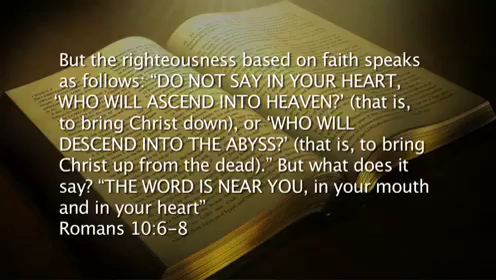 But the righteousness based on faith speaks
as follows: “DO NOT SAY IN YOUR HEART,
‘WHO WILL ASCEND INTO HEAVEN?’ (that is,
to bring Christ down), or ‘WHO WILL
DESCEND INTO THE ABYSS?’ (that is, to bring
Christ up from the dead).” But what does it
say? “THE WORD IS NEAR YOU, in your mouth
and in your heart”
Romans 10:6-8